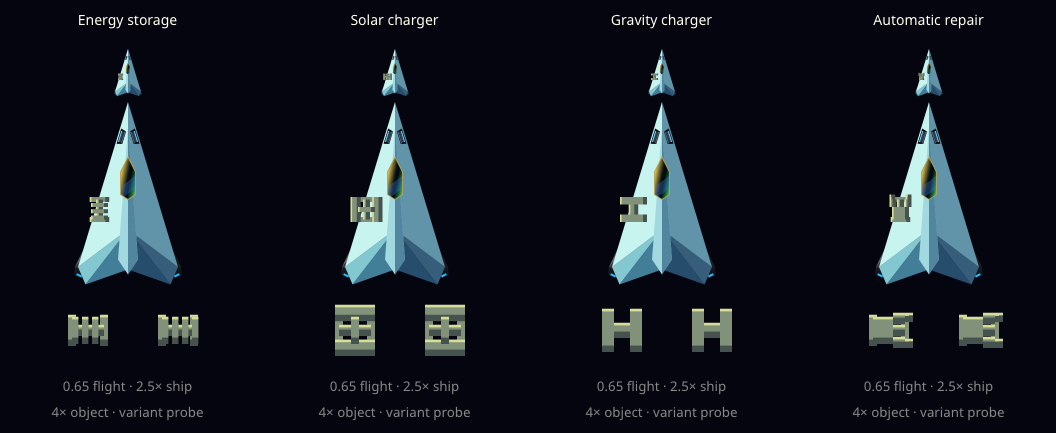 Energy storage
Solar charger
Gravity charger
Automatic repair
0.65 flight · 2.5× ship
0.65 flight · 2.5× ship
0.65 flight · 2.5× ship
0.65 flight · 2.5× ship
4× object · variant probe
4× object · variant probe
4× object · variant probe
4× object · variant probe